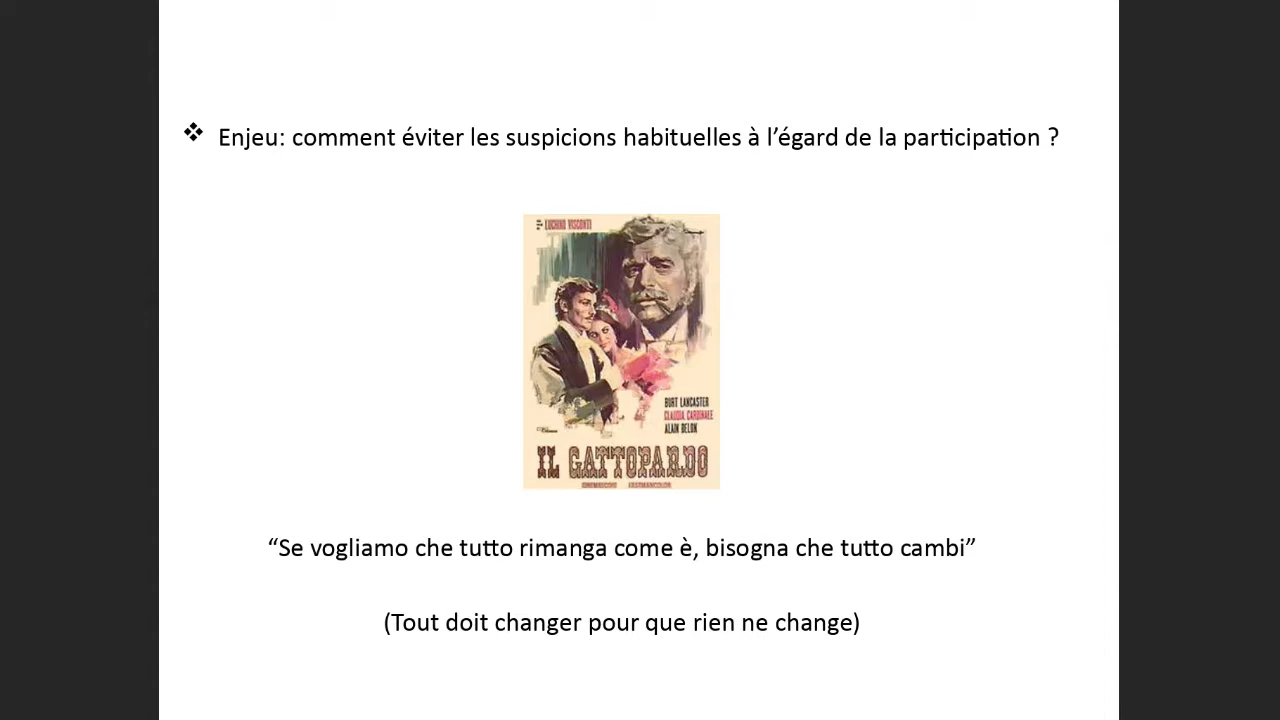 ❖ Enjeu: comment éviter les suspicions habituelles à l’égard de la participation ?
LUCHINO VISCONTI
BURT LANCASTER
CLAUDIA CARDINALE
ALAIN DELON
IL GATTOPARDO
“Se vogliamo che tutto rimanga come è, bisogna che tutto cambi”
(Tout doit changer pour que rien ne change)